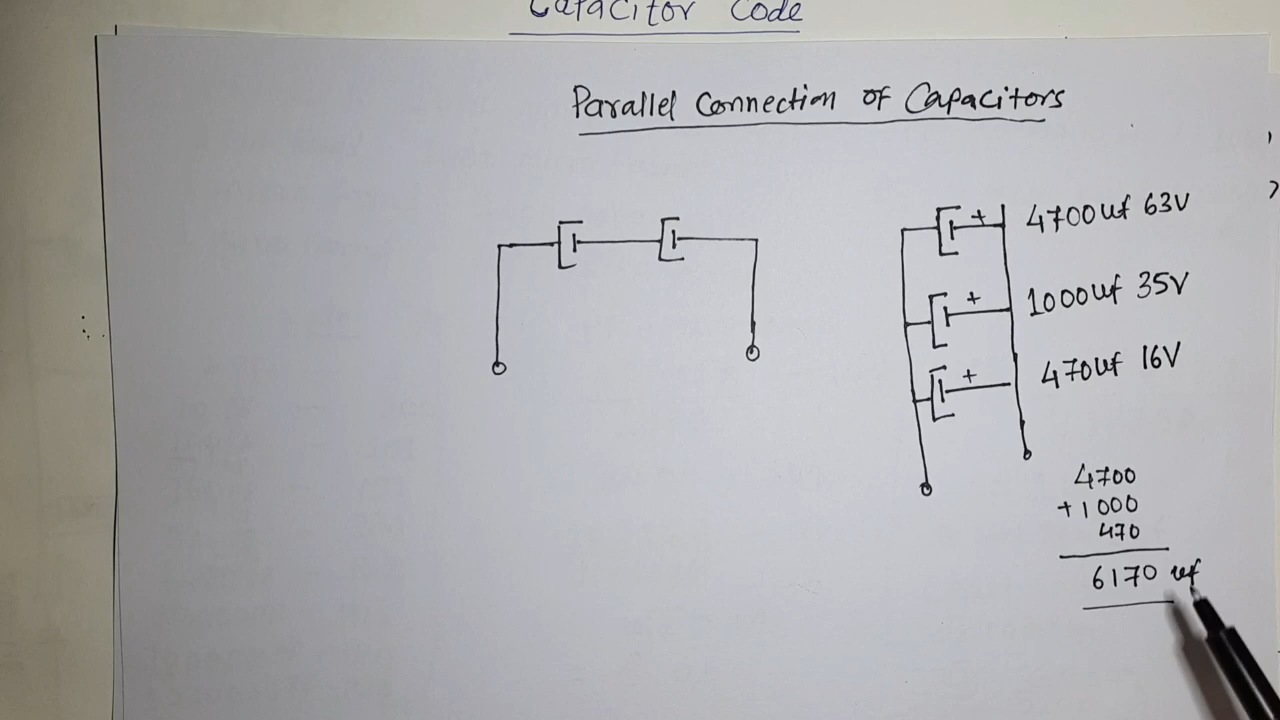 Capacitor Code
Parallel Connection of Capacitors
+ 4700uf 63V
+ 1000uf 35V
+ 470uf 16V
4700
+1000
470
6170 uf